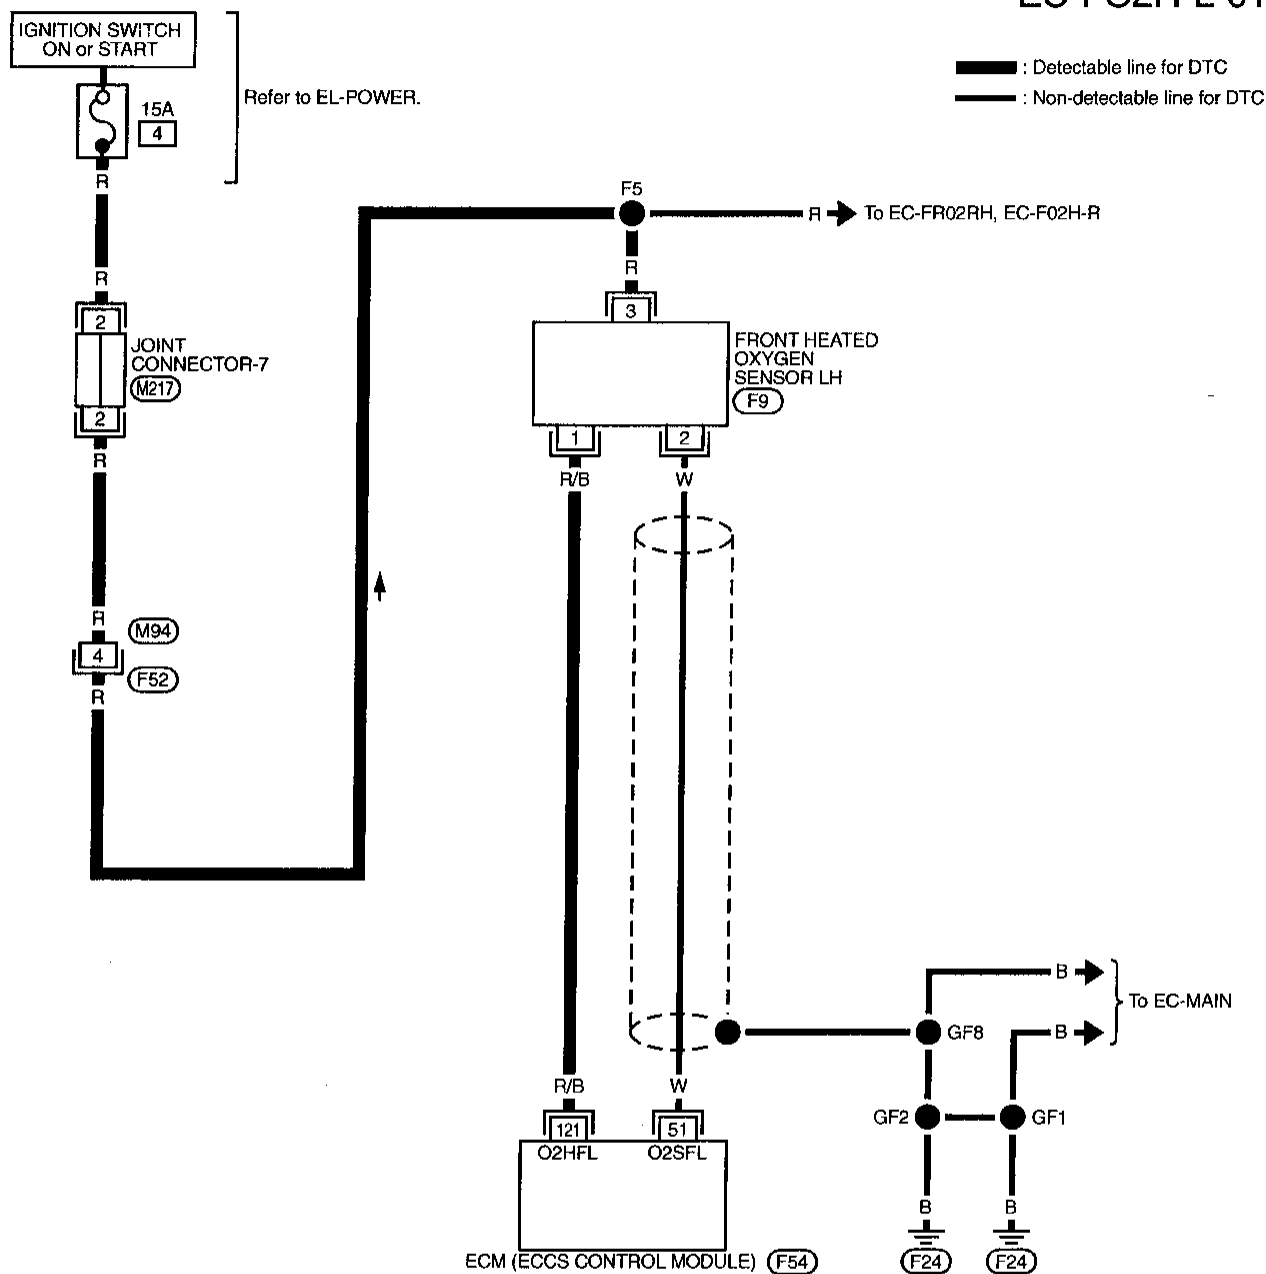 IGNITION SWITCH
ON or START
: Detectable line for DTC
: Non-detectable line for DTC
Refer to EL-POWER.
15A
4
R
F5
R
To EC-FR02RH, EC-F02H-R
R
R
3
2
JOINT
CONNECTOR-7
M217
2
FRONT HEATED
OXYGEN
SENSOR LH
F9
1
2
R
R/B
W
R
M94
4
F52
R
B
To EC-MAIN
GF8
B
R/B
W
GF2
GF1
121
51
O2HFL
O2SFL
B
B
ECM (ECCS CONTROL MODULE)
F54
F24
F24